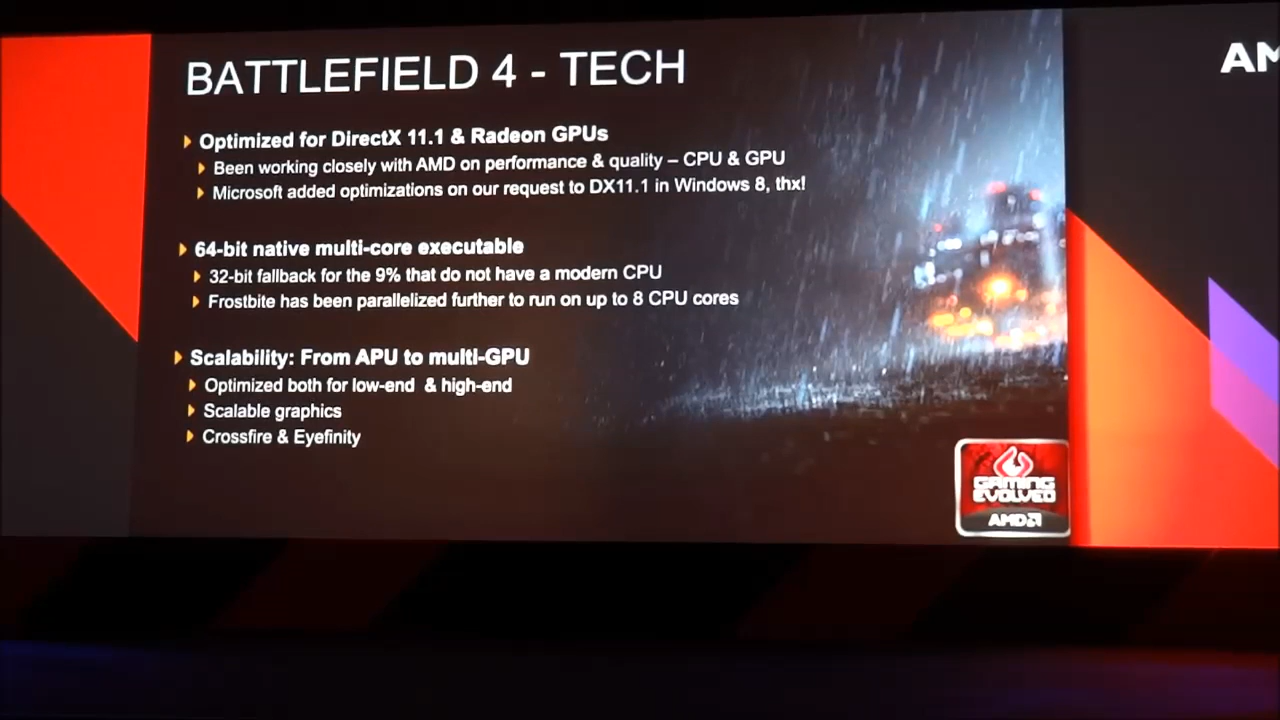 BATTLEFIELD 4 - TECH
AM
Optimized for DirectX 11.1 & Radeon GPUs
Been working closely with AMD on performance & quality – CPU & GPU
Microsoft added optimizations on our request to DX11.1 in Windows 8, thx!
64-bit native multi-core executable
32-bit fallback for the 9% that do not have a modern CPU
Frostbite has been parallelized further to run on up to 8 CPU cores
Scalability: From APU to multi-GPU
Optimized both for low-end & high-end
Scalable graphics
Crossfire & Eyefinity
GAMING
EVOLVED
AMD